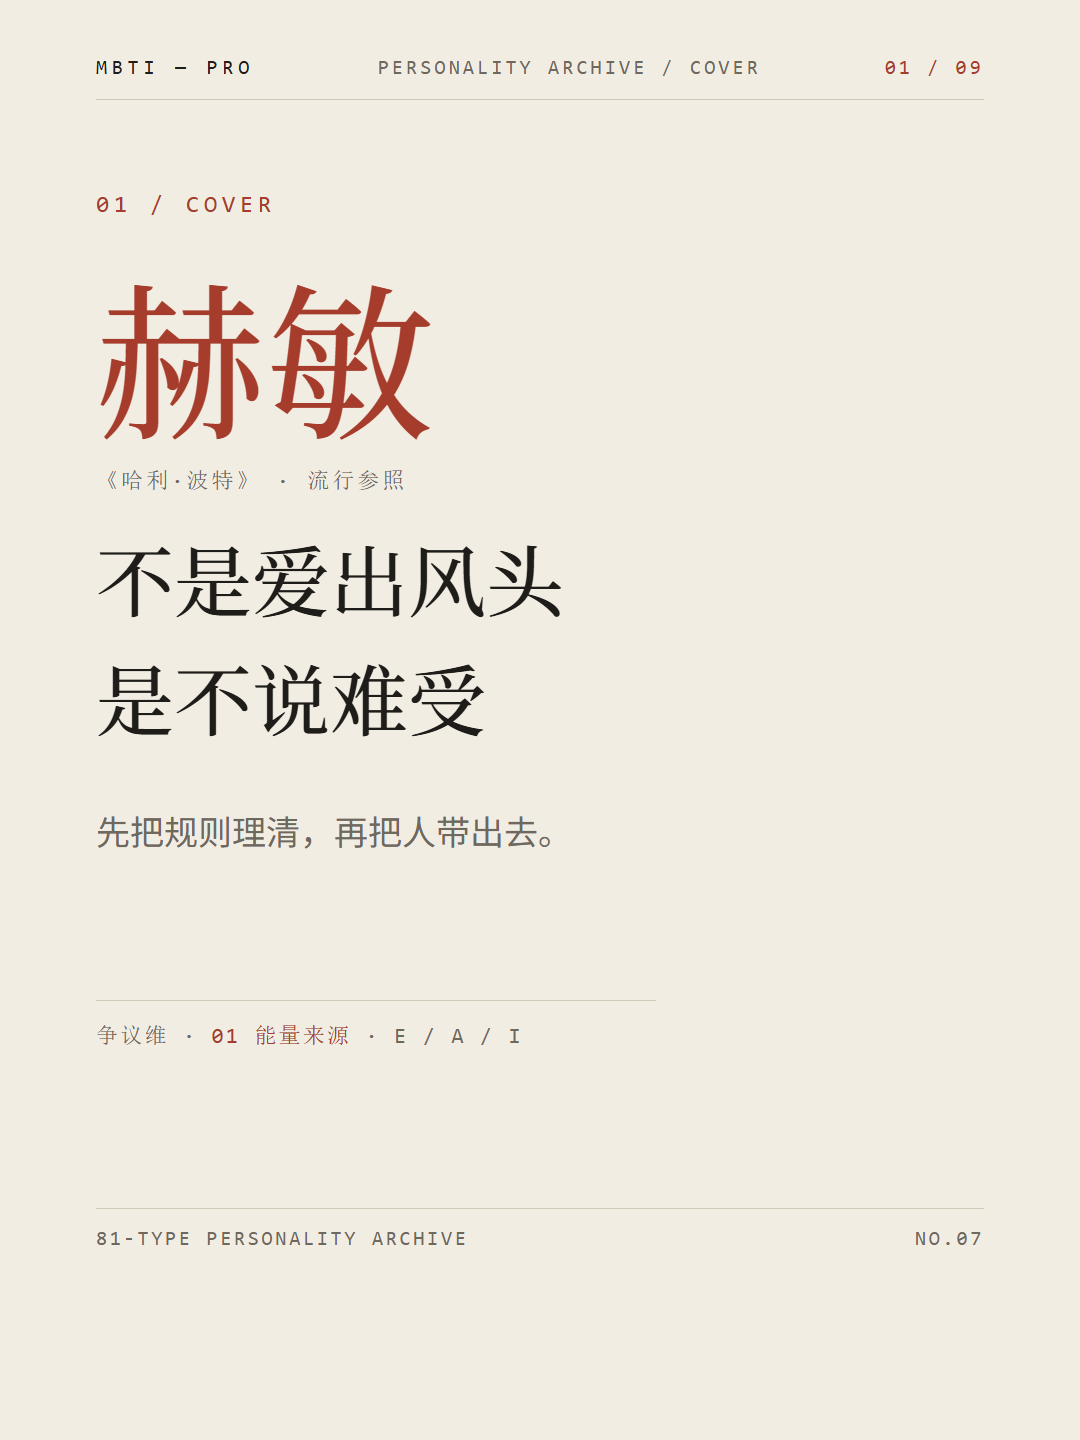 MBTI — PRO PERSONALITY ARCHIVE / COVER 01 / 09
01 / COVER
赫敏
《哈利·波特》 · 流行参照
不是爱出风头
是不说难受
先把规则理清，再把人带出去。
争议维 · 01 能量来源 · E / A / I
81-TYPE PERSONALITY ARCHIVE NO.07